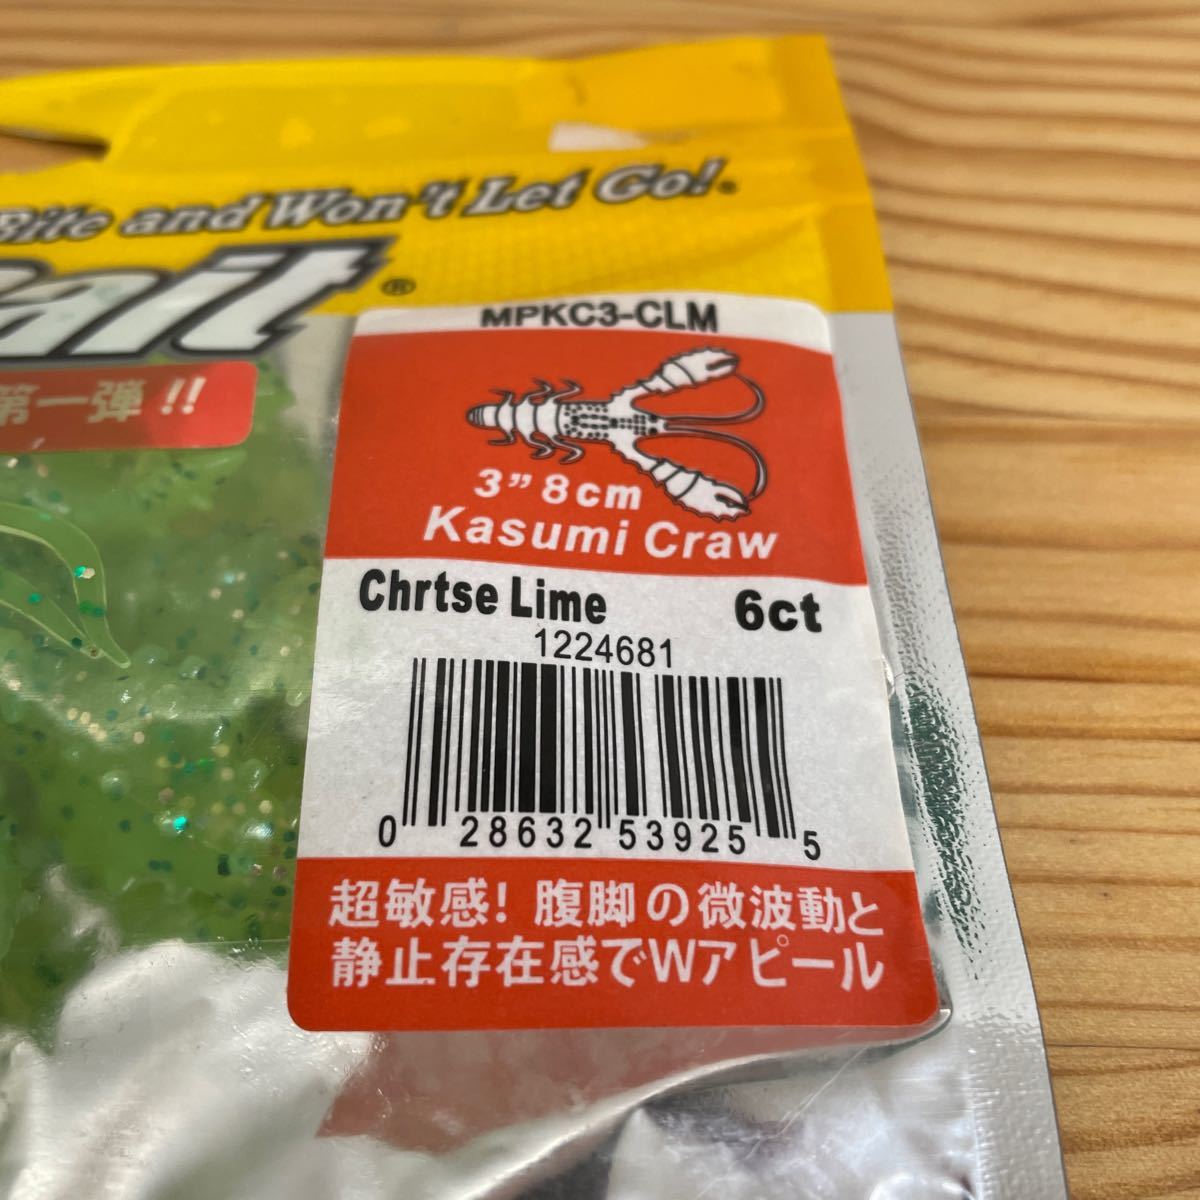 Bite and Won't Let Go!®
ait®
第一弾!!
MPKC3-CLM
3" 8cm
Kasumi Craw
Chrtse Lime 6ct
1224681
0 28632 53925 5
超敏感! 腹脚の微波動と
静止存在感でWアピール